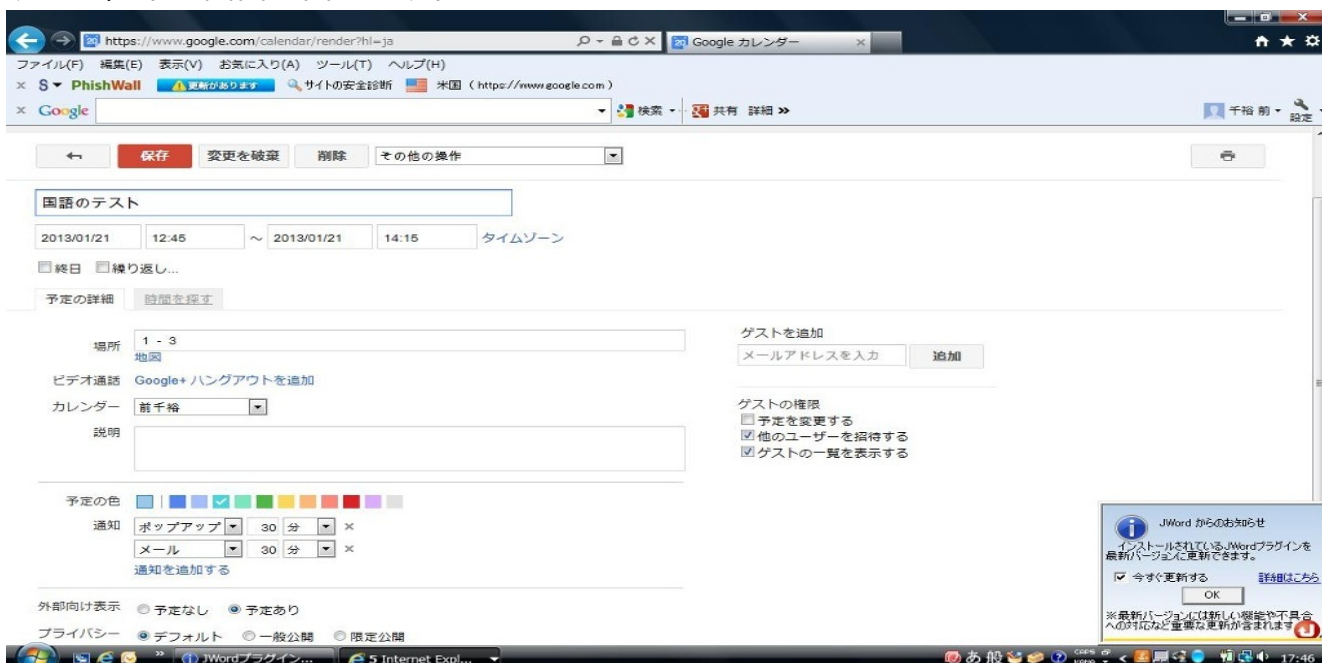 https://www.google.com/calendar/render?hl=ja
Google カレンダー
ファイル(F) 編集(E) 表示(V) お気に入り(A) ツール(T) ヘルプ(H)
PhishWall 更新があります サイトの安全診断 米国 ( https://www.google.com )
Google 検索 共有 詳細 »
千裕 前
設定
保存 変更を破棄 削除 その他の操作
国語のテスト
2013/01/21 12:45 ～ 2013/01/21 14:15 タイムゾーン
終日 繰り返し...
予定の詳細 時間を探す
場所 1 - 3
地図
ビデオ通話 Google+ ハングアウトを追加
カレンダー 前千裕
説明
予定の色
通知 ポップアップ 30 分 ×
メール 30 分 ×
通知を追加する
外部向け表示 予定なし 予定あり
プライバシー デフォルト 一般公開 限定公開
ゲストを追加
メールアドレスを入力 追加
ゲストの権限
予定を変更する
他のユーザーを招待する
ゲストの一覧を表示する
JWord からのお知らせ
インストールされているJWordプラグインを
最新バージョンに更新できます。
今すぐ更新する 詳細はこちら
OK
※最新バージョンには新しい機能や不具合
への対応など重要な更新が含まれます
JWordプラグイン... 5 Internet Expl...
あ 般 CAPS 17:46